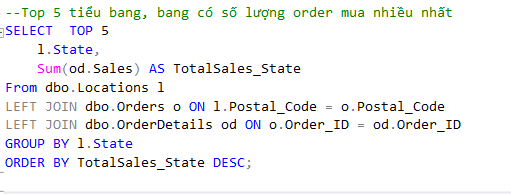 --Top 5 tiểu bang, bang có số lượng order mua nhiều nhất
SELECT  TOP 5
    l.State,
    Sum(od.Sales) AS TotalSales_State
From dbo.Locations l
LEFT JOIN dbo.Orders o ON l.Postal_Code = o.Postal_Code
LEFT JOIN dbo.OrderDetails od ON o.Order_ID = od.Order_ID
GROUP BY l.State
ORDER BY TotalSales_State DESC;